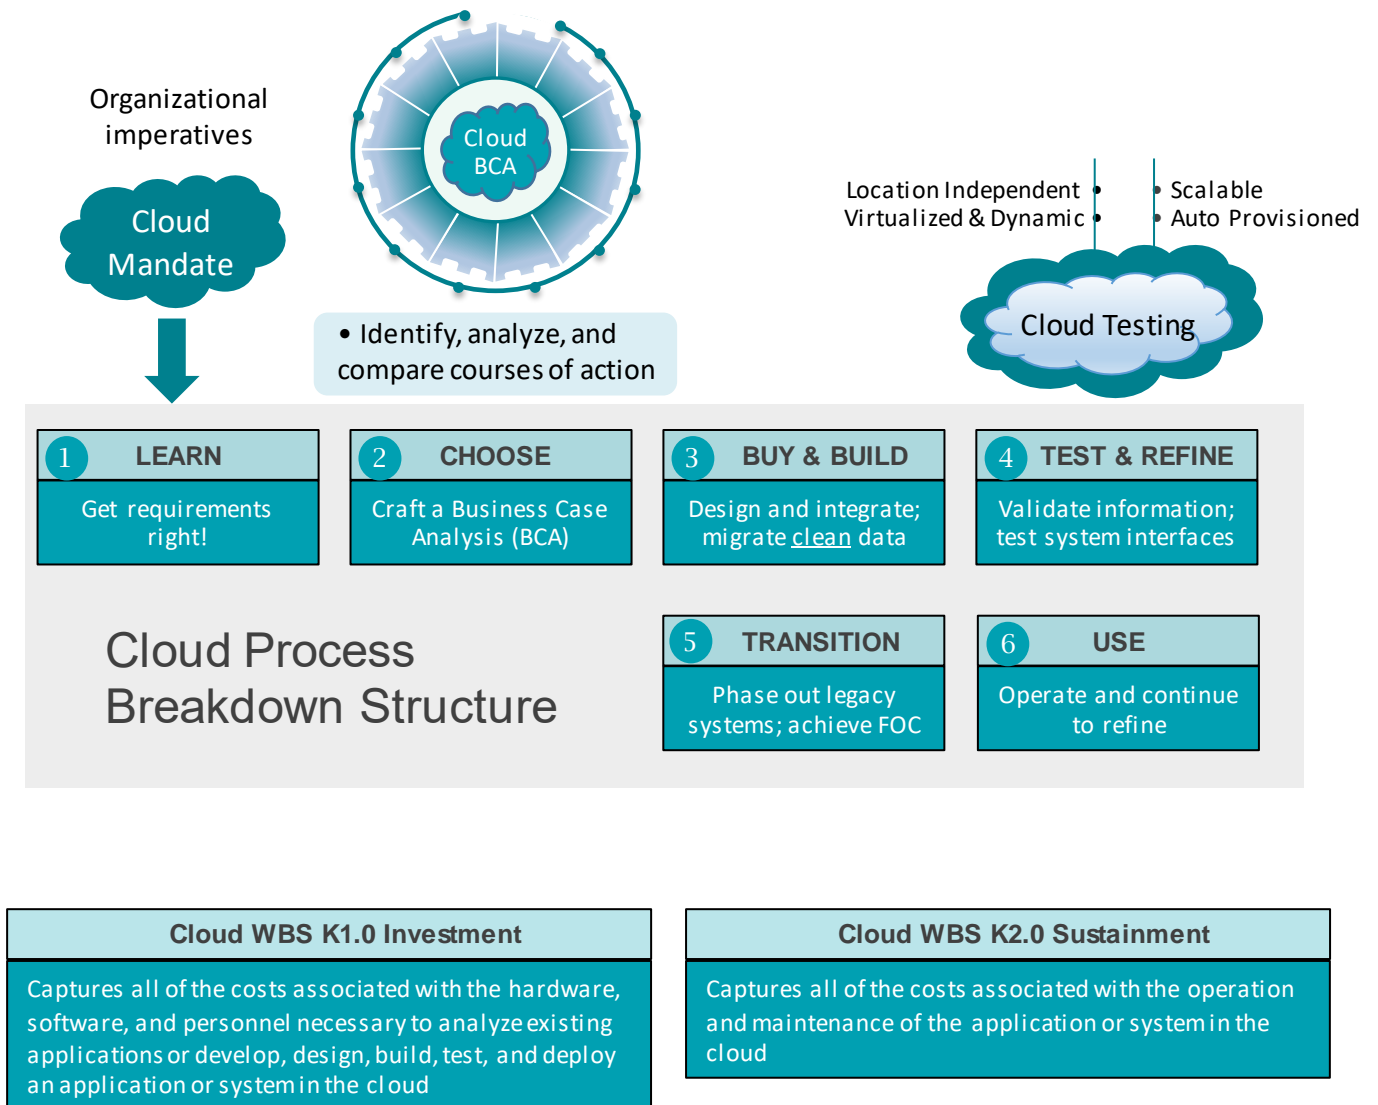 Organizational
imperatives
Cloud
Mandate
Cloud
BCA
• Identify, analyze, and
compare courses of action
Location Independent •
Virtualized & Dynamic •
• Scalable
• Auto Provisioned
Cloud Testing
1 LEARN
Get requirements
right!
2 CHOOSE
Craft a Business Case
Analysis (BCA)
3 BUY & BUILD
Design and integrate;
migrate clean data
4 TEST & REFINE
Validate information;
test system interfaces
Cloud Process
Breakdown Structure
5 TRANSITION
Phase out legacy
systems; achieve FOC
6 USE
Operate and continue
to refine
Cloud WBS K1.0 Investment
Captures all of the costs associated with the hardware,
software, and personnel necessary to analyze existing
applications or develop, design, build, test, and deploy
an application or system in the cloud
Cloud WBS K2.0 Sustainment
Captures all of the costs associated with the operation
and maintenance of the application or system in the
cloud